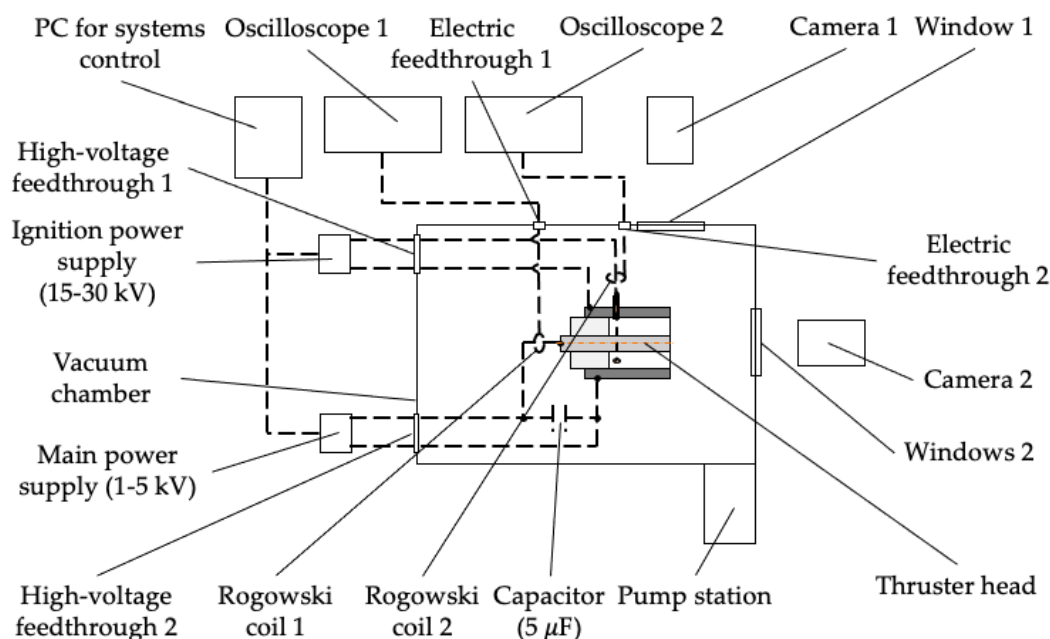 PC for systems
control
Oscilloscope 1
Electric
feedthrough 1
Oscilloscope 2
Camera 1
Window 1
High-voltage
feedthrough 1
Ignition power
supply
(15-30 kV)
Electric
feedthrough 2
Vacuum
chamber
Camera 2
Main power
supply (1-5 kV)
Windows 2
High-voltage
feedthrough 2
Rogowski
coil 1
Rogowski
coil 2
Capacitor
(5 μF)
Pump station
Thruster head